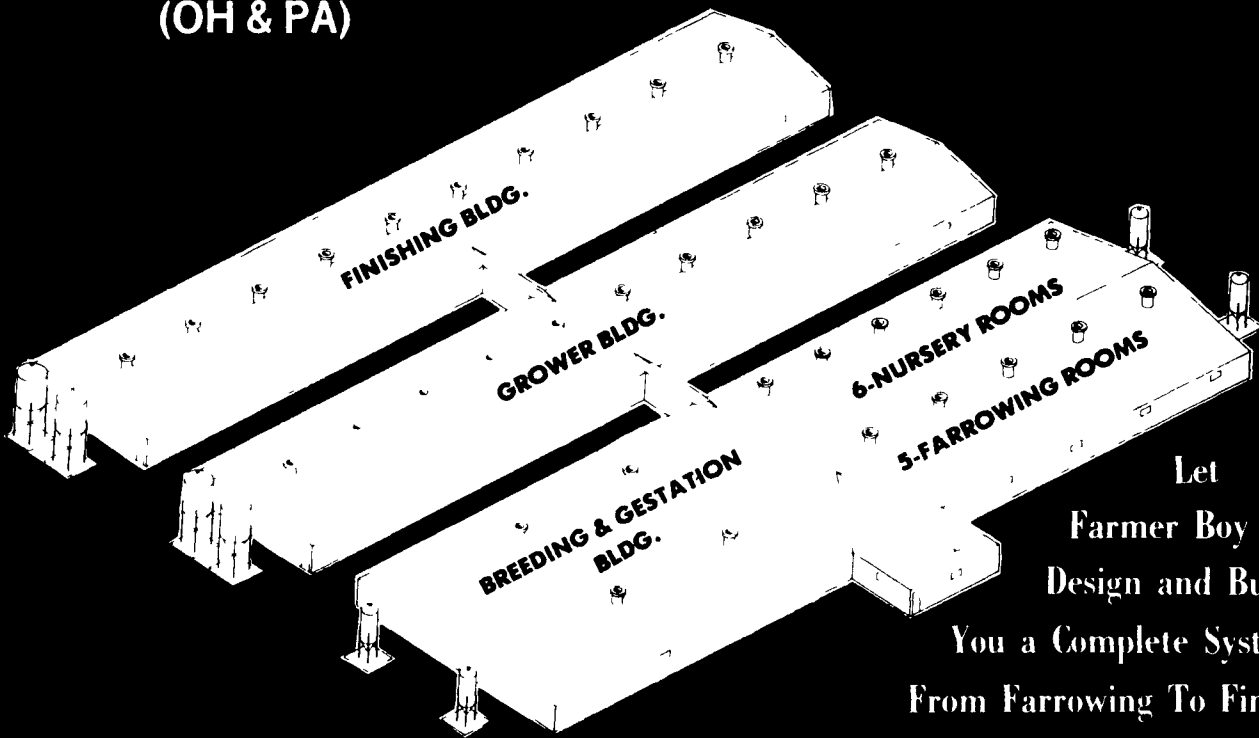 (OH & PA)
FINISHING BLDG.
GROWER BLDG.
6-NURSERY ROOMS
5-FARROWING ROOMS
BREEDING & GESTATION
BLDG.
Let
Farmer Boy
Design and Bu
You a Complete Syst
From Farrowing To Fin